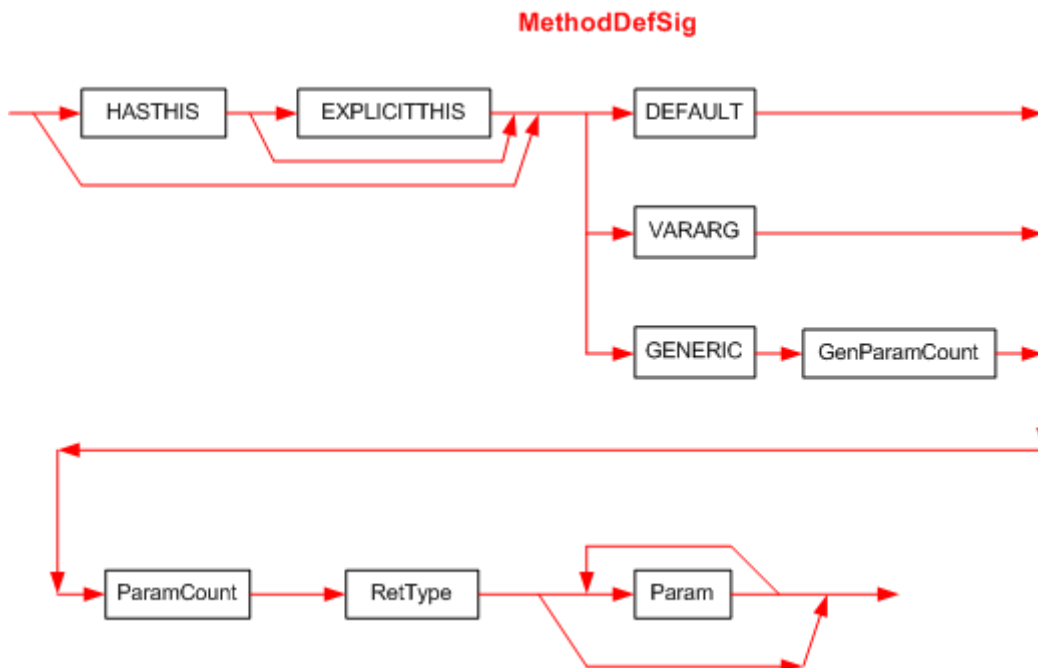 MethodDefSig
HASTHIS
EXPLICITTHIS
DEFAULT
VARARG
GENERIC
GenParamCount
ParamCount
RetType
Param